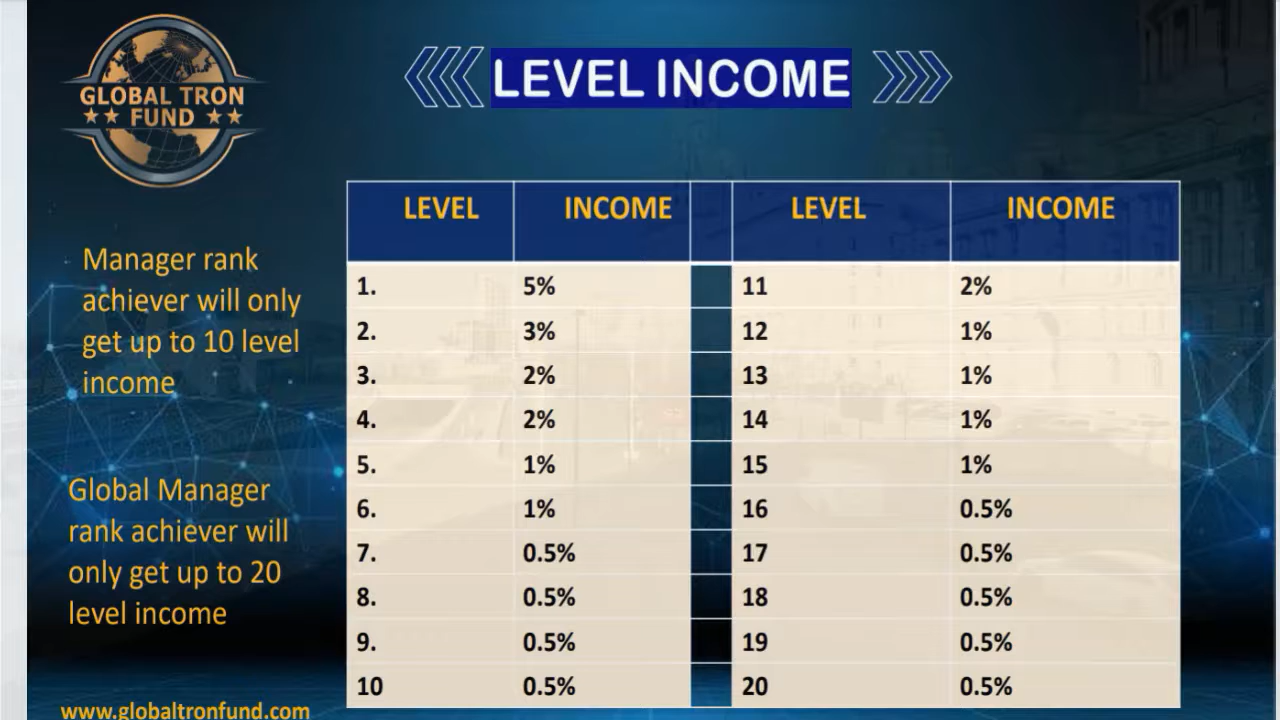 GLOBAL TRON
FUND
LEVEL INCOME
Manager rank
achiever will only
get up to 10 level
income
Global Manager
rank achiever will
only get up to 20
level income
www.globaltronfund.com
LEVEL INCOME LEVEL INCOME
1. 5% 11 2%
2. 3% 12 1%
3. 2% 13 1%
4. 2% 14 1%
5. 1% 15 1%
6. 1% 16 0.5%
7. 0.5% 17 0.5%
8. 0.5% 18 0.5%
9. 0.5% 19 0.5%
10 0.5% 20 0.5%